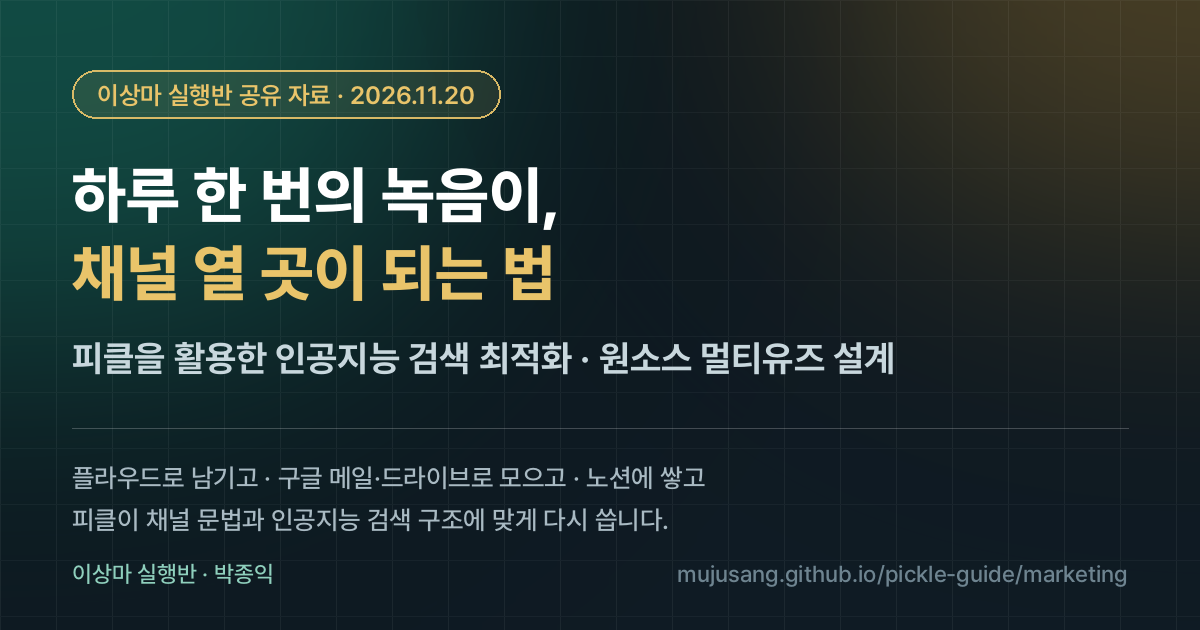 이상마 실행반 공유 자료 · 2026.11.20
하루 한 번의 녹음이,
채널 열 곳이 되는 법
피클을 활용한 인공지능 검색 최적화 · 원소스 멀티유즈 설계
플라우드로 남기고 · 구글 메일·드라이브로 모으고 · 노션에 쌓고
피클이 채널 문법과 인공지능 검색 구조에 맞게 다시 씁니다.
이상마 실행반 · 박종익
mujusang.github.io/pickle-guide/marketing